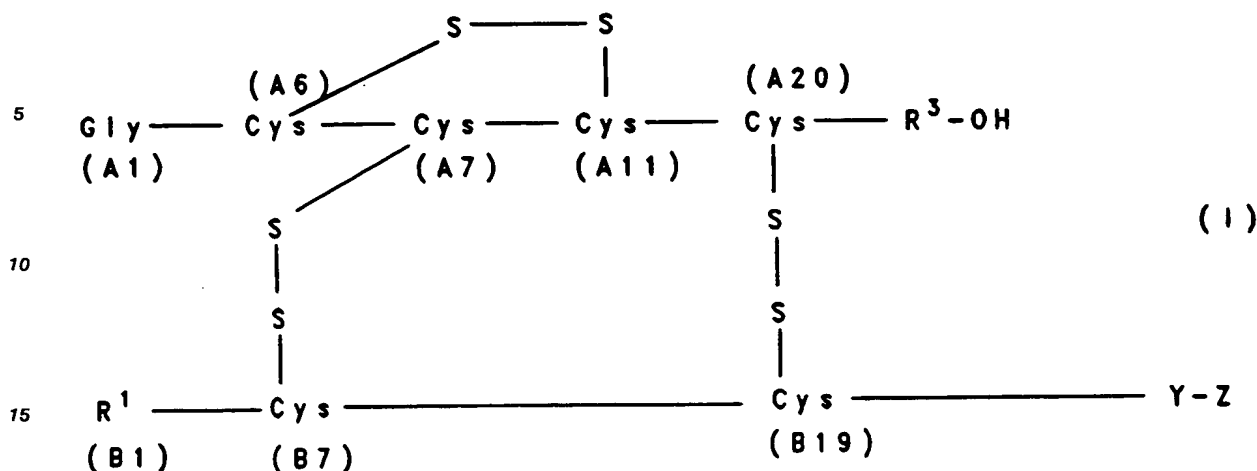 S S
(A6) (A20)
5 Gly Cys Cys Cys Cys R³-OH
(A1) (A7) (A11)
S S (I)
10 S S
15 R¹ Cys Cys Y-Z
(B1) (B7) (B19)